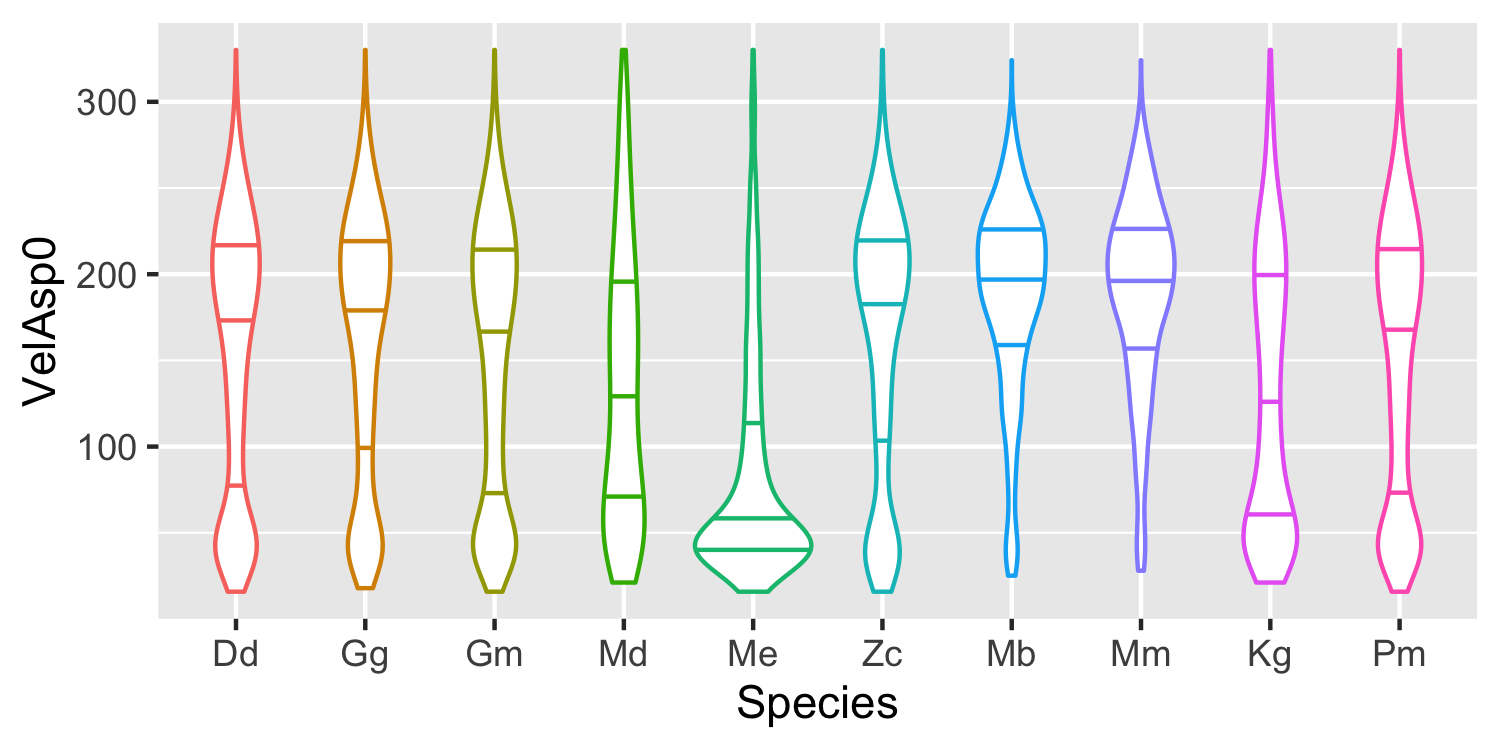 VelAsp0
300
200
100
Dd Gg Gm Md Me Zc Mb Mm Kg Pm
Species